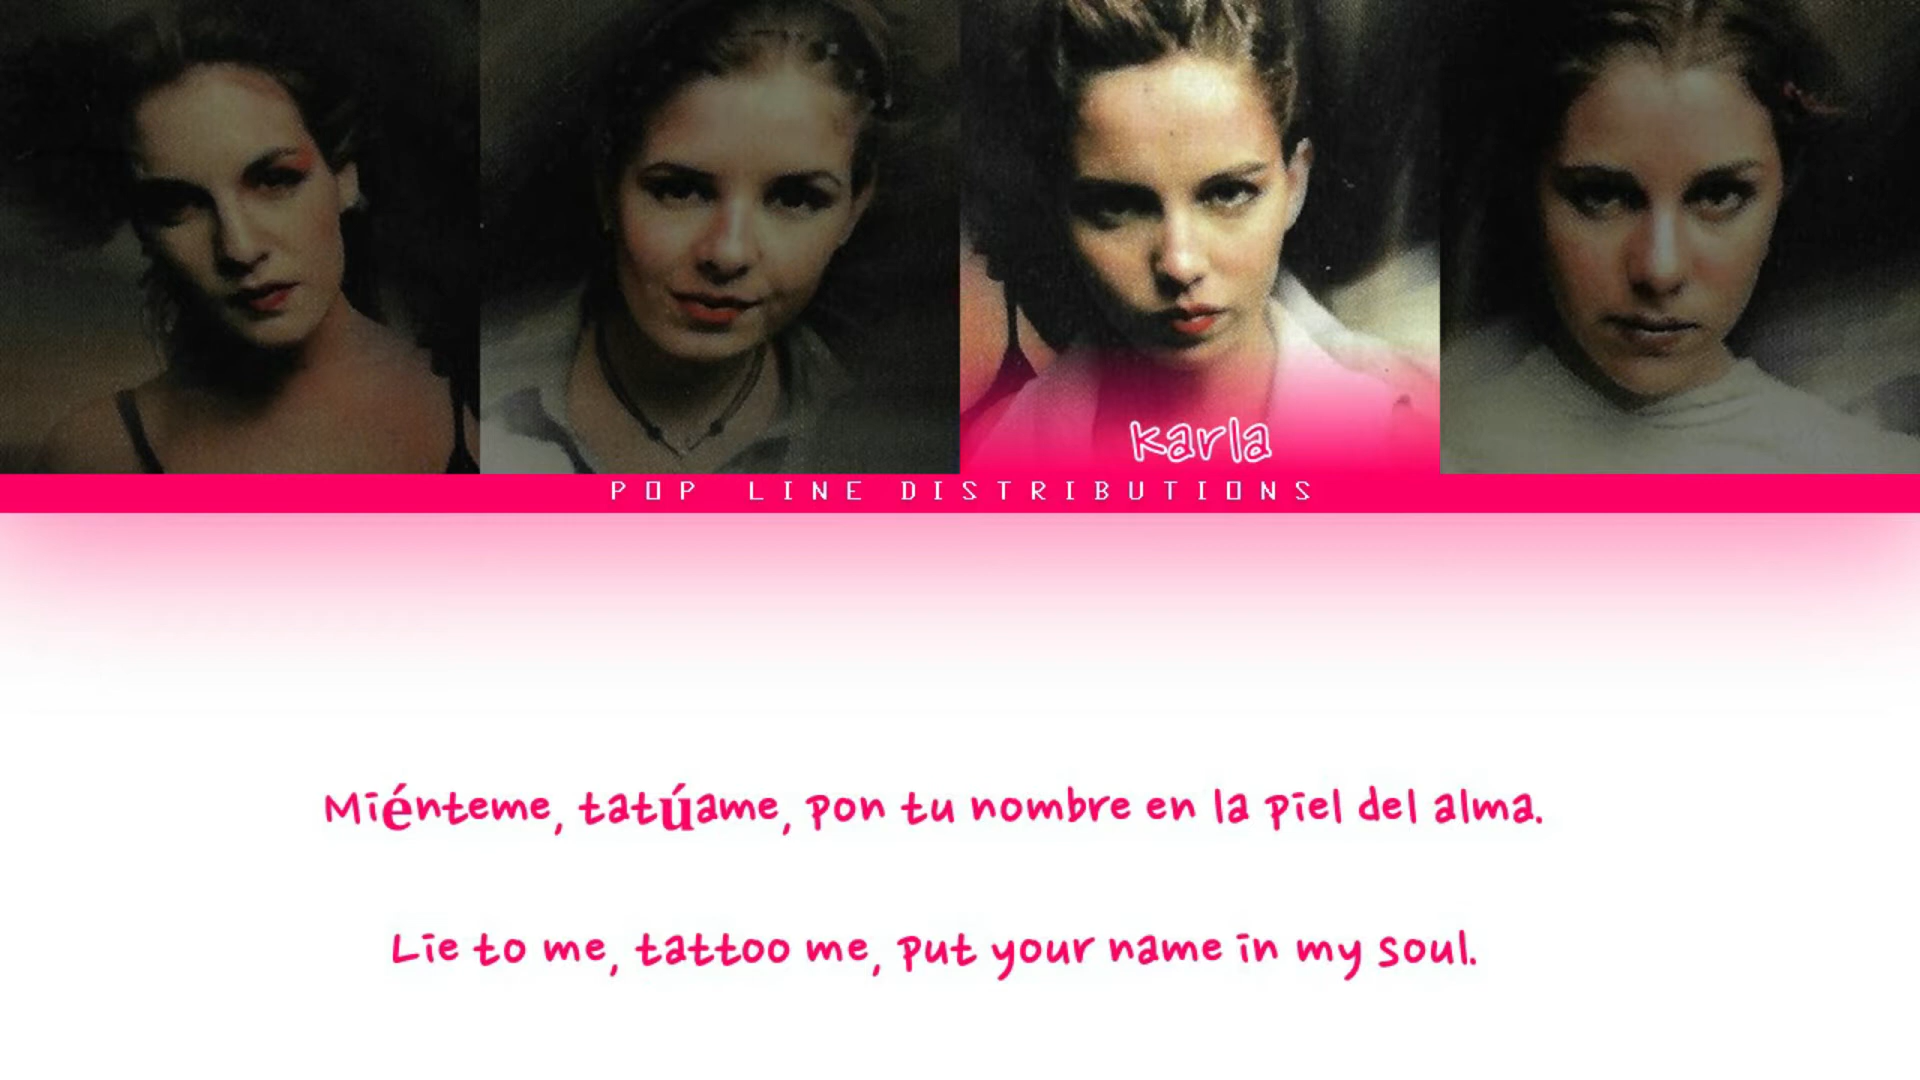 Karla
POP LINE DISTRIBUTIONS
Miénteme, tatúame, pon tu nombre en la piel del alma.
Lie to me, tattoo me, put your name in my soul.